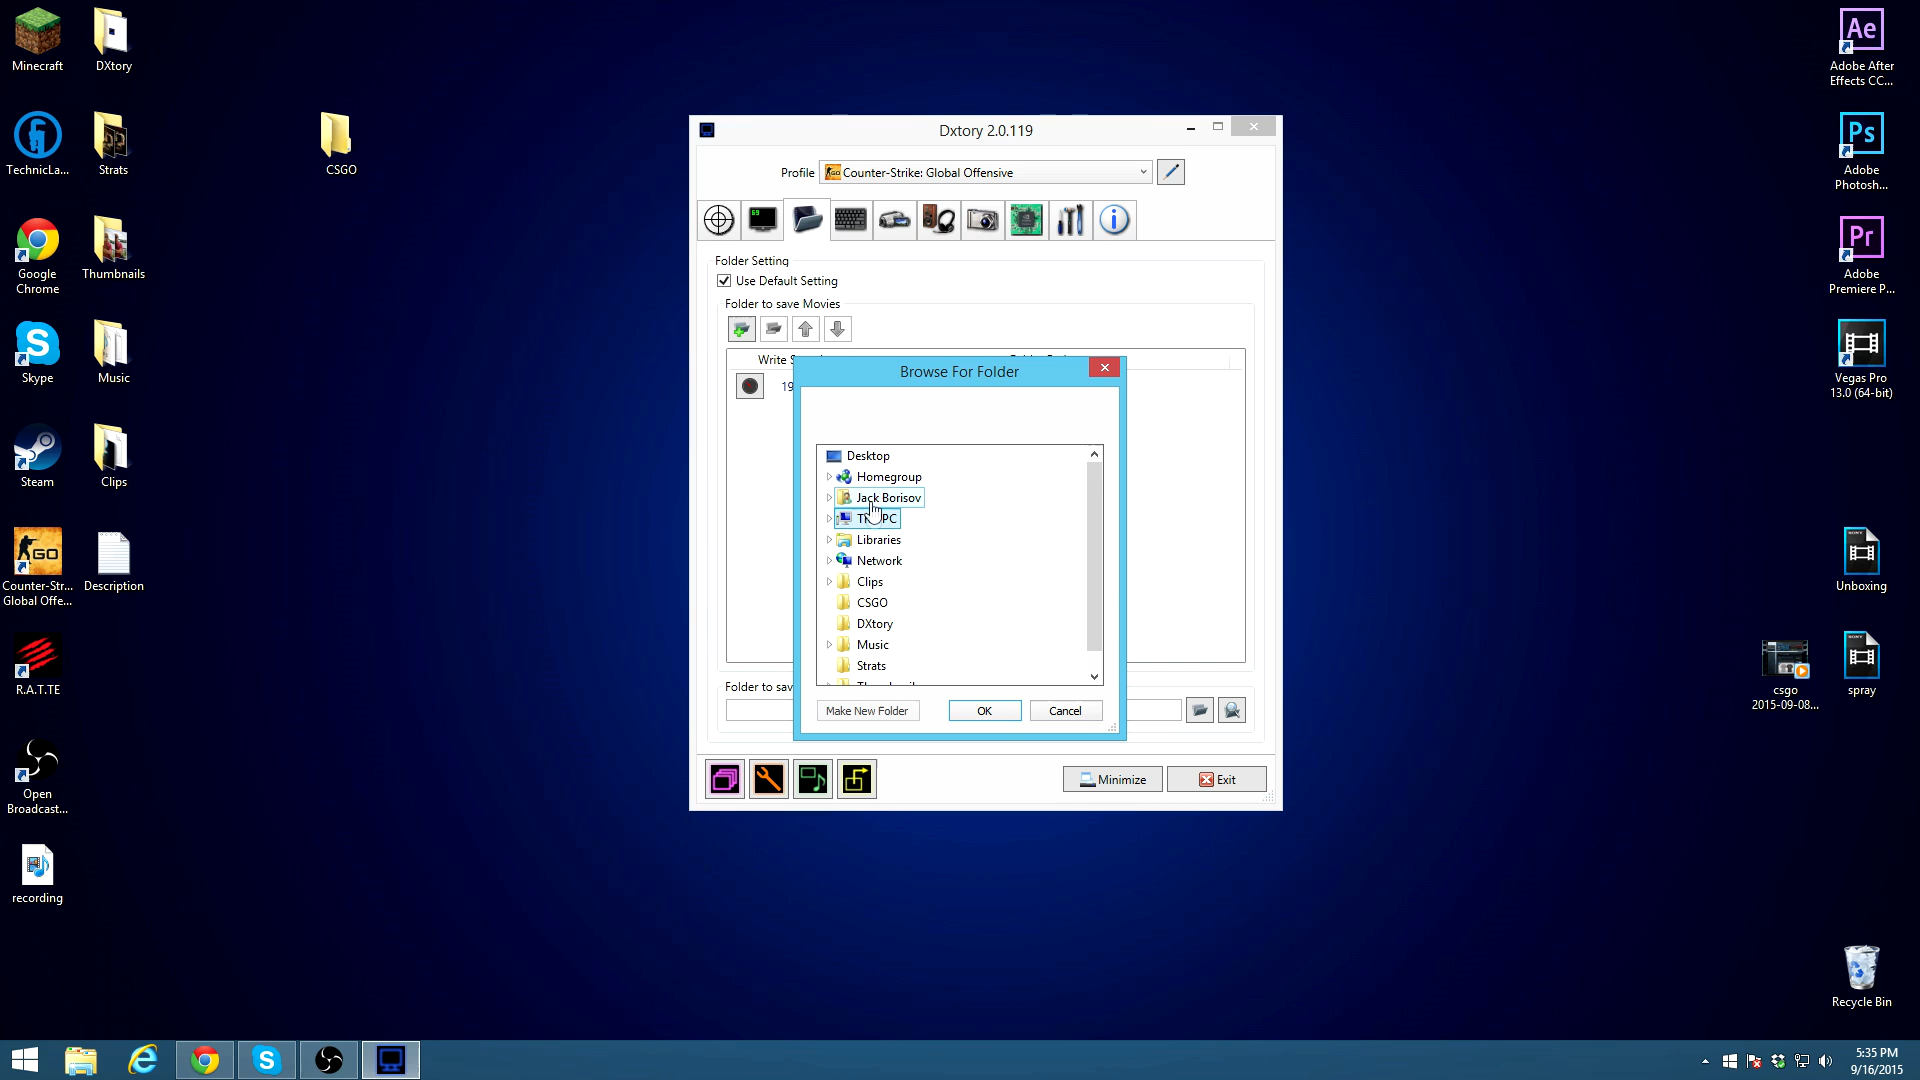 Minecraft
DXtory
TechnicLa...
Strats
CSGO
Google
Chrome
Thumbnails
Skype
Music
Steam
Clips
Counter-Str...
Global Offe...
Description
R.A.T.TE
Open
Broadcast...
recording
Dxtory 2.0.119
Profile
Counter-Strike: Global Offensive
69
Folder Setting
Use Default Setting
Folder to save Movies
Write S
19
Browse For Folder
Desktop
Homegroup
Jack Borisov
PC
Libraries
Network
Clips
CSGO
DXtory
Music
Strats
Make New Folder
OK
Cancel
Folder to sav
Minimize
Exit
Ae
Adobe After
Effects CC...
Ps
Adobe
Photosh...
Pr
Adobe
Premiere P...
Vegas Pro
13.0 (64-bit)
Unboxing
csgo
2015-09-08...
spray
Recycle Bin
5:35 PM
9/16/2015